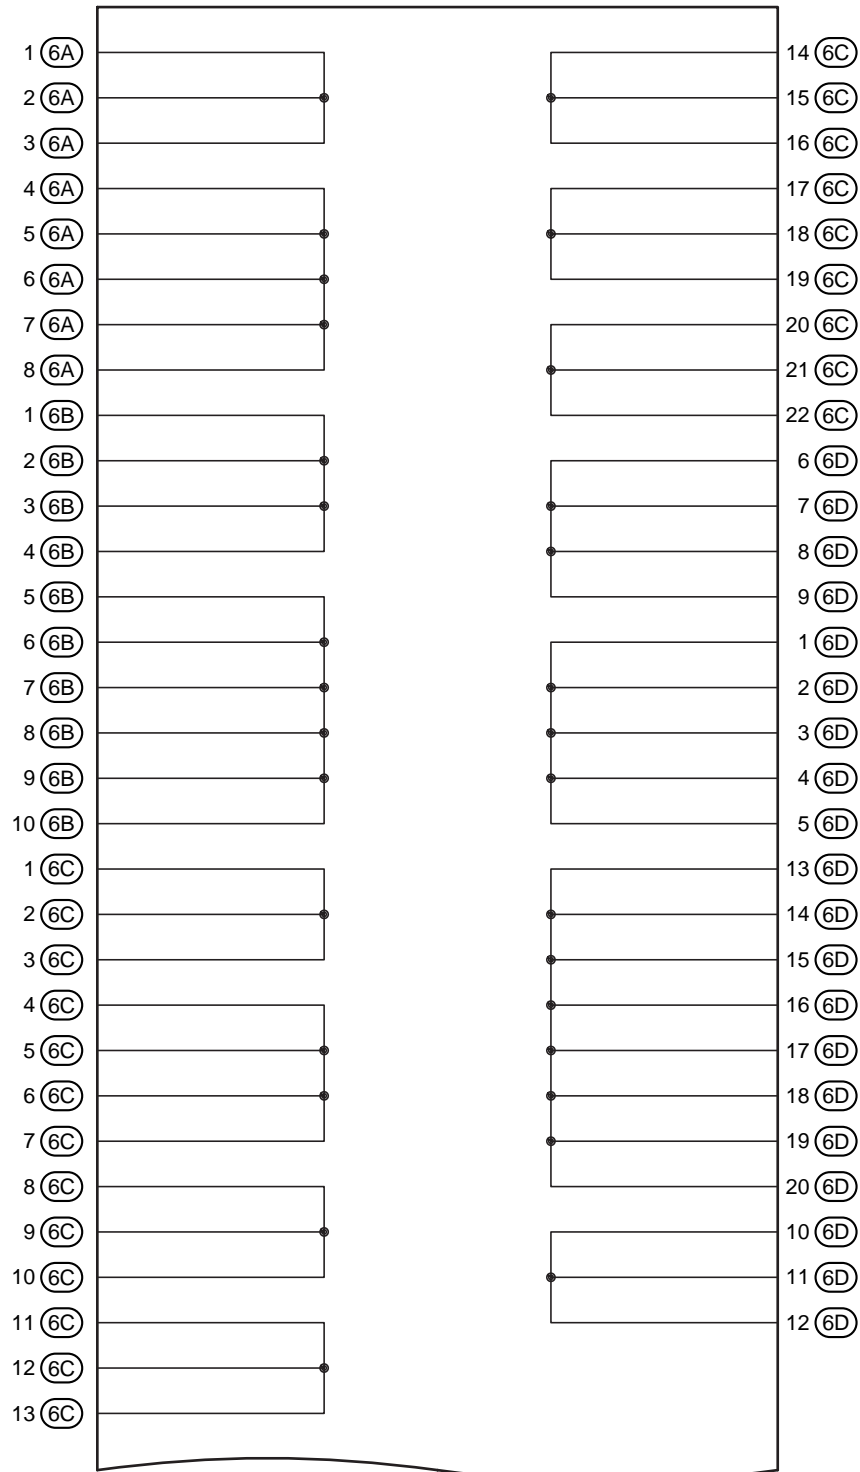 1 6A
2 6A
3 6A
4 6A
5 6A
6 6A
7 6A
8 6A
1 6B
2 6B
3 6B
4 6B
5 6B
6 6B
7 6B
8 6B
9 6B
10 6B
1 6C
2 6C
3 6C
4 6C
5 6C
6 6C
7 6C
8 6C
9 6C
10 6C
11 6C
12 6C
13 6C
14 6C
15 6C
16 6C
17 6C
18 6C
19 6C
20 6C
21 6C
22 6C
6 6D
7 6D
8 6D
9 6D
1 6D
2 6D
3 6D
4 6D
5 6D
13 6D
14 6D
15 6D
16 6D
17 6D
18 6D
19 6D
20 6D
10 6D
11 6D
12 6D